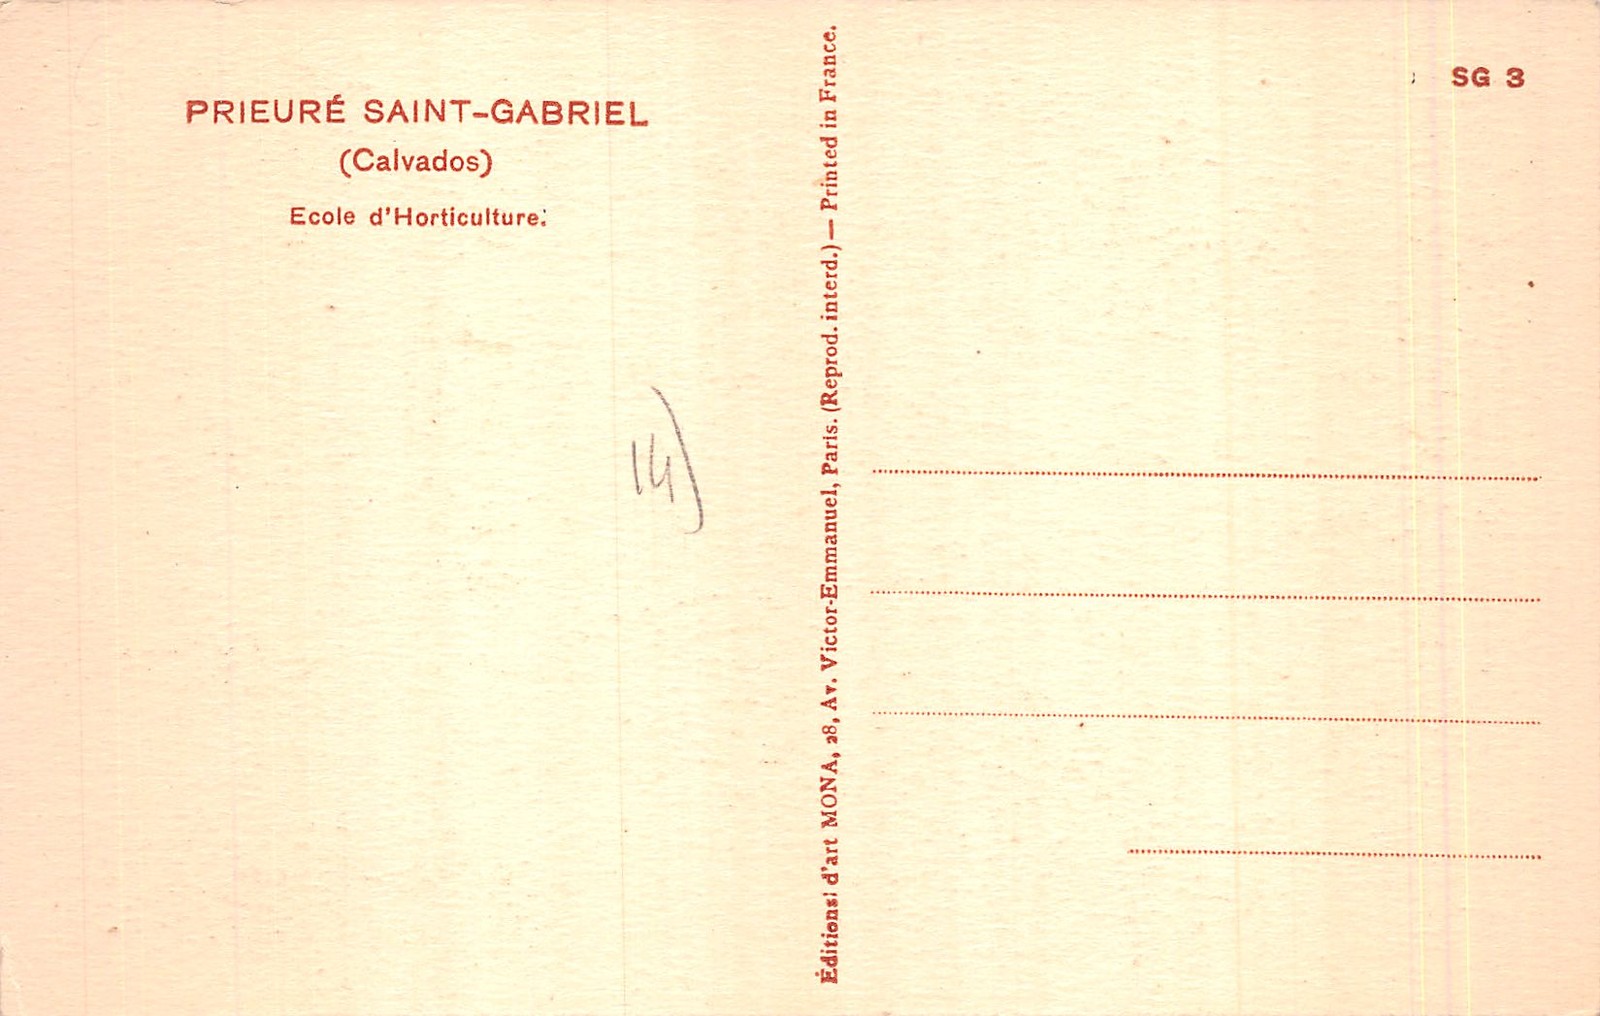 PRIEURÉ SAINT-GABRIEL
(Calvados)
Ecole d'Horticulture.
14)
Éditions d'art MONA, 28, Av. Victor-Emmanuel, Paris. (Reprod. interd.) — Printed in France.
SG 3